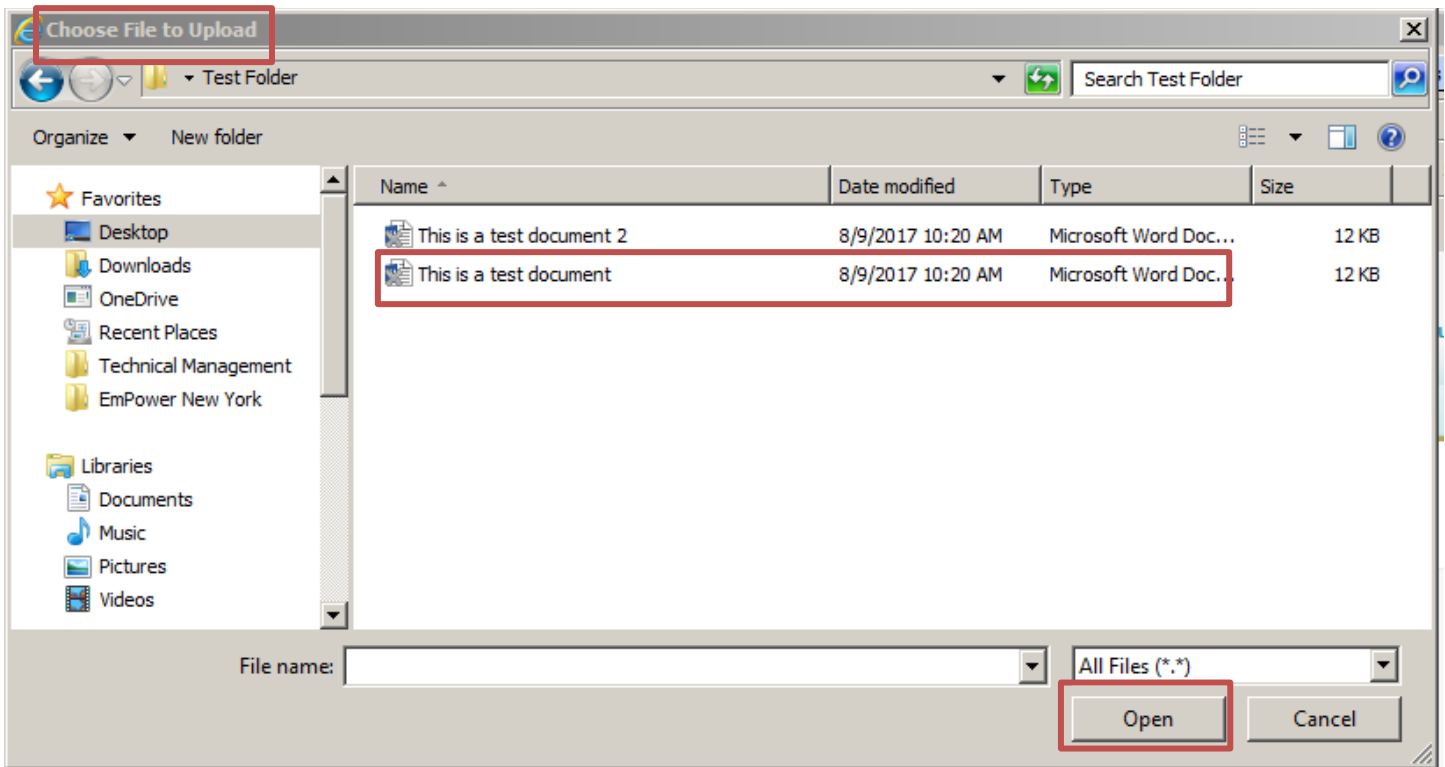 Choose File to Upload
Test Folder
Search Test Folder
Organize
New folder
Name
Date modified
Type
Size
Favorites
Desktop
Downloads
OneDrive
Recent Places
Technical Management
EmPower New York
Libraries
Documents
Music
Pictures
Videos
This is a test document 2 8/9/2017 10:20 AM Microsoft Word Doc... 12 KB
This is a test document 8/9/2017 10:20 AM Microsoft Word Doc... 12 KB
File name:
All Files (*.*)
Open
Cancel